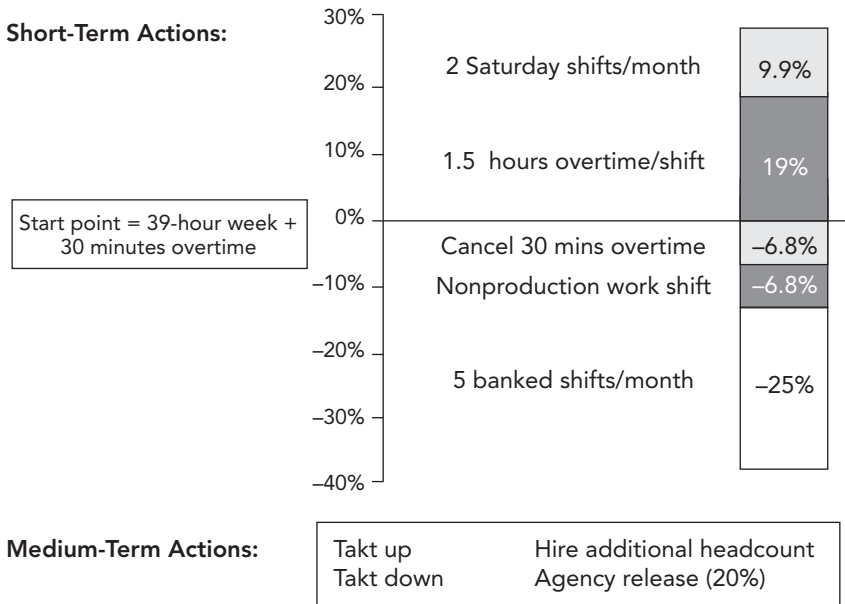 30%
Short-Term Actions:
2 Saturday shifts/month
9.9%
20%
10%
1.5 hours overtime/shift
19%
Start point = 39-hour week +
30 minutes overtime
0%
Cancel 30 mins overtime
–6.8%
–10%
Nonproduction work shift
–6.8%
–20%
5 banked shifts/month
–25%
–30%
–40%
Medium-Term Actions:
Takt up
Hire additional headcount
Takt down
Agency release (20%)